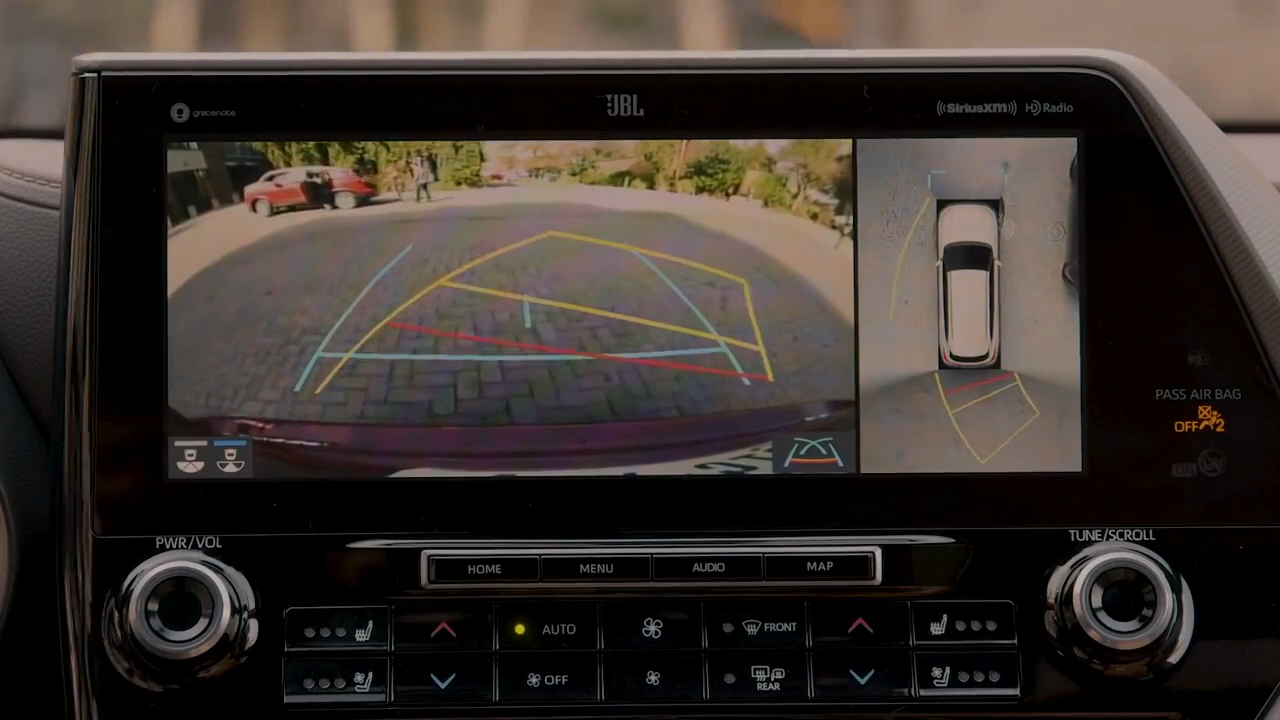 gracenote
JBL
SiriusXM
HD Radio
PASS AIR BAG
OFF 2
PWR/VOL
TUNE/SCROLL
HOME
MENU
AUDIO
MAP
AUTO
FRONT
OFF
REAR